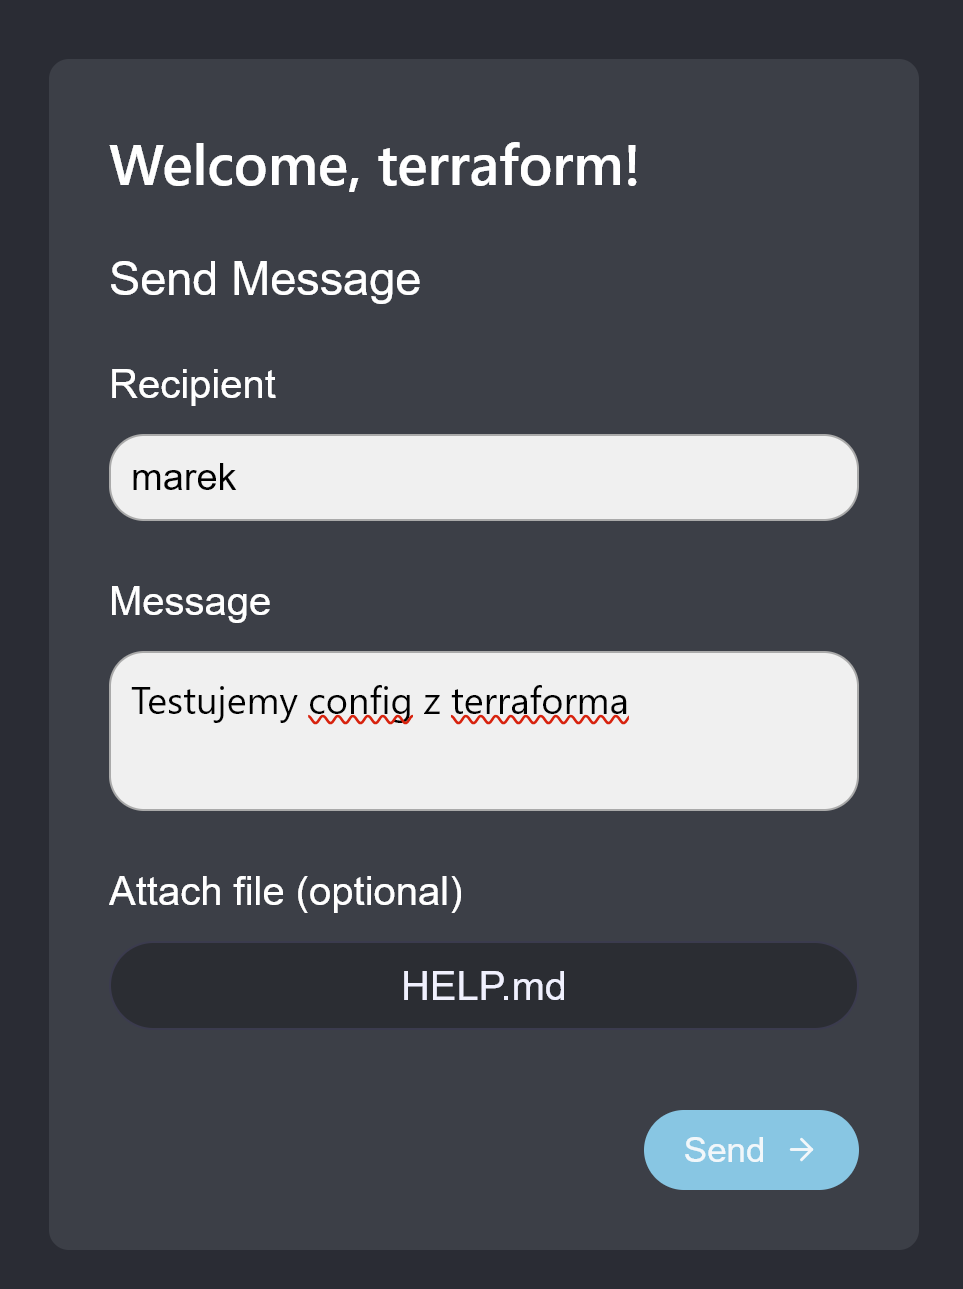 Welcome, terraform!
Send Message
Recipient
marek
Message
Testujemy config z terraforma
Attach file (optional)
HELP.md
Send